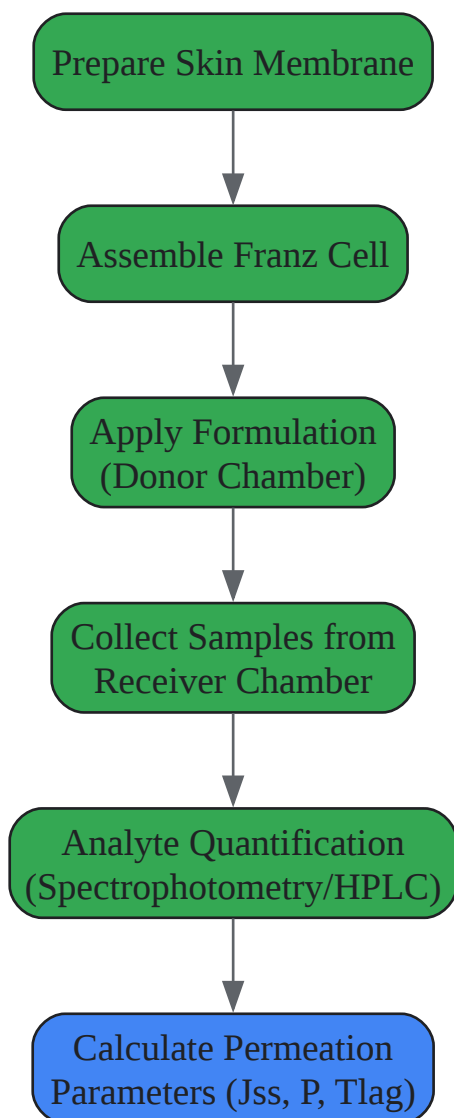 Prepare Skin Membrane
Assemble Franz Cell
Apply Formulation
(Donor Chamber)
Collect Samples from
Receiver Chamber
Analyte Quantification
(Spectrophotometry/HPLC)
Calculate Permeation
Parameters (Jss, P, Tlag)